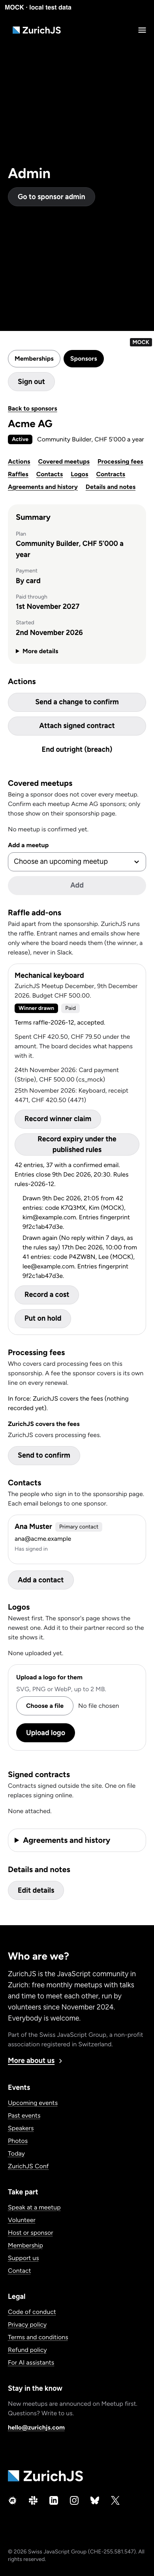 MOCK · local test data
ZurichJS
Admin
Go to sponsor admin
MOCK
Memberships
Sponsors
Sign out
Back to sponsors
Acme AG
Active Community Builder, CHF 5'000 a year
Actions Covered meetups Processing fees
Raffles Contacts Logos Contracts
Agreements and history Details and notes
Summary
Plan
Community Builder, CHF 5'000 a
year
Payment
By card
Paid through
1st November 2027
Started
2nd November 2026
More details
Actions
Send a change to confirm
Attach signed contract
End outright (breach)
Covered meetups
Being a sponsor does not cover every meetup.
Confirm each meetup Acme AG sponsors; only
those show on their sponsorship page.
No meetup is confirmed yet.
Add a meetup
Choose an upcoming meetup
Add
Raffle add-ons
Paid apart from the sponsorship. ZurichJS runs
the raffle. Entrant names and emails show here
only where the board needs them (the winner, a
release), never in Slack.
Mechanical keyboard
ZurichJS Meetup December, 9th December
2026. Budget CHF 500.00.
Winner drawn Paid
Terms raffle-2026-12, accepted.
Spent CHF 420.50, CHF 79.50 under the
amount. The board decides what happens
with it.
24th November 2026: Card payment
(Stripe), CHF 500.00 (cs_mock)
25th November 2026: Keyboard, receipt
4471, CHF 420.50 (4471)
Record winner claim
Record expiry under the
published rules
42 entries, 37 with a confirmed email.
Entries close 9th Dec 2026, 20:30. Rules
rules-2026-12.
Drawn 9th Dec 2026, 21:05 from 42
entries: code K7Q3MX, Kim (MOCK),
kim@example.com. Entries fingerprint
9f2c1ab47d3e.
Drawn again (No reply within 7 days, as
the rules say) 17th Dec 2026, 10:00 from
41 entries: code P4ZW8N, Lee (MOCK),
lee@example.com. Entries fingerprint
9f2c1ab47d3e.
Record a cost
Put on hold
Processing fees
Who covers card processing fees on this
sponsorship. A fee the sponsor covers is its own
line on every renewal.
In force: ZurichJS covers the fees (nothing
recorded yet).
ZurichJS covers the fees
ZurichJS covers processing fees.
Send to confirm
Contacts
The people who sign in to the sponsorship page.
Each email belongs to one sponsor.
Ana Muster Primary contact
ana@acme.example
Has signed in
Add a contact
Logos
Newest first. The sponsor's page shows the
newest one. Add it to their partner record so the
site shows it.
None uploaded yet.
Upload a logo for them
SVG, PNG or WebP, up to 2 MB.
Choose a file No file chosen
Upload logo
Signed contracts
Contracts signed outside the site. One on file
replaces signing online.
None attached.
Agreements and history
Details and notes
Edit details
Who are we?
ZurichJS is the JavaScript community in
Zurich: free monthly meetups with talks
and time to meet each other, run by
volunteers since November 2024.
Everybody is welcome.
Part of the Swiss JavaScript Group, a non-profit
association registered in Switzerland.
More about us
Events
Upcoming events
Past events
Speakers
Photos
Today
ZurichJS Conf
Take part
Speak at a meetup
Volunteer
Host or sponsor
Membership
Support us
Contact
Legal
Code of conduct
Privacy policy
Terms and conditions
Refund policy
For AI assistants
Stay in the know
New meetups are announced on Meetup first.
Questions? Write to us.
hello@zurichjs.com
ZurichJS
© 2026 Swiss JavaScript Group (CHE-255.581.547). All
rights reserved.